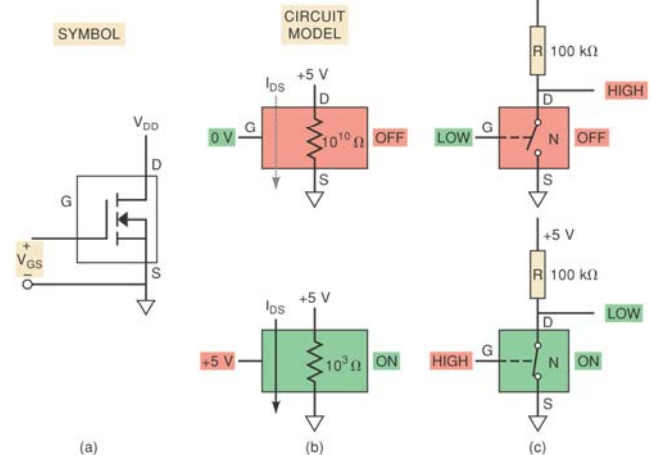 SYMBOL
CIRCUIT
MODEL
V_DD
D
G
+
V_GS
–
S
(a)
I_DS
+5 V
D
0 V
G
10^10 Ω
OFF
S
I_DS
+5 V
+5 V
10^3 Ω
ON
(b)
R 100 kΩ
HIGH
D
LOW
G
N
OFF
S
+5 V
R 100 kΩ
LOW
D
HIGH
G
N
ON
S
(c)